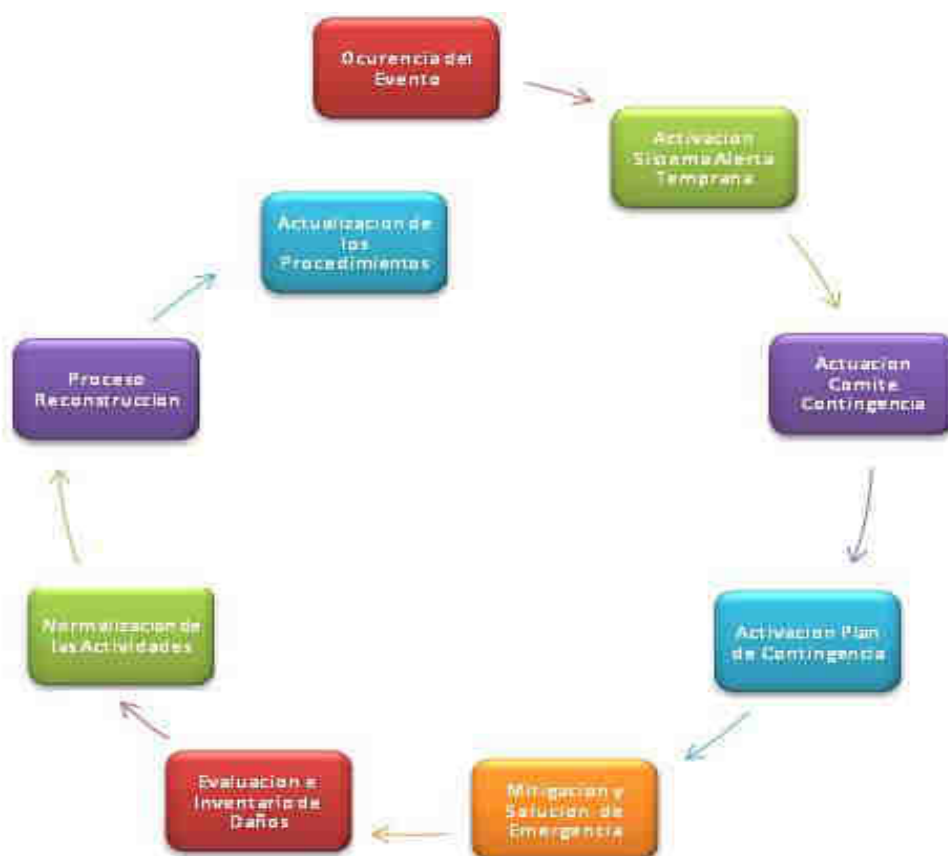 Ocurencia del
Evento
Activacion
Sistema Alerta
Temprana
Actuacion
Comite
Contingencia
Activacion Plan
de Contingencia
Mitigacion y
Solucion de
Emergencia
Evaluacion e
Inventario de
Daños
Normalizacion de
las Actividades
Proceso
Reconstruccion
Actualizacion de
los
Procedimientos